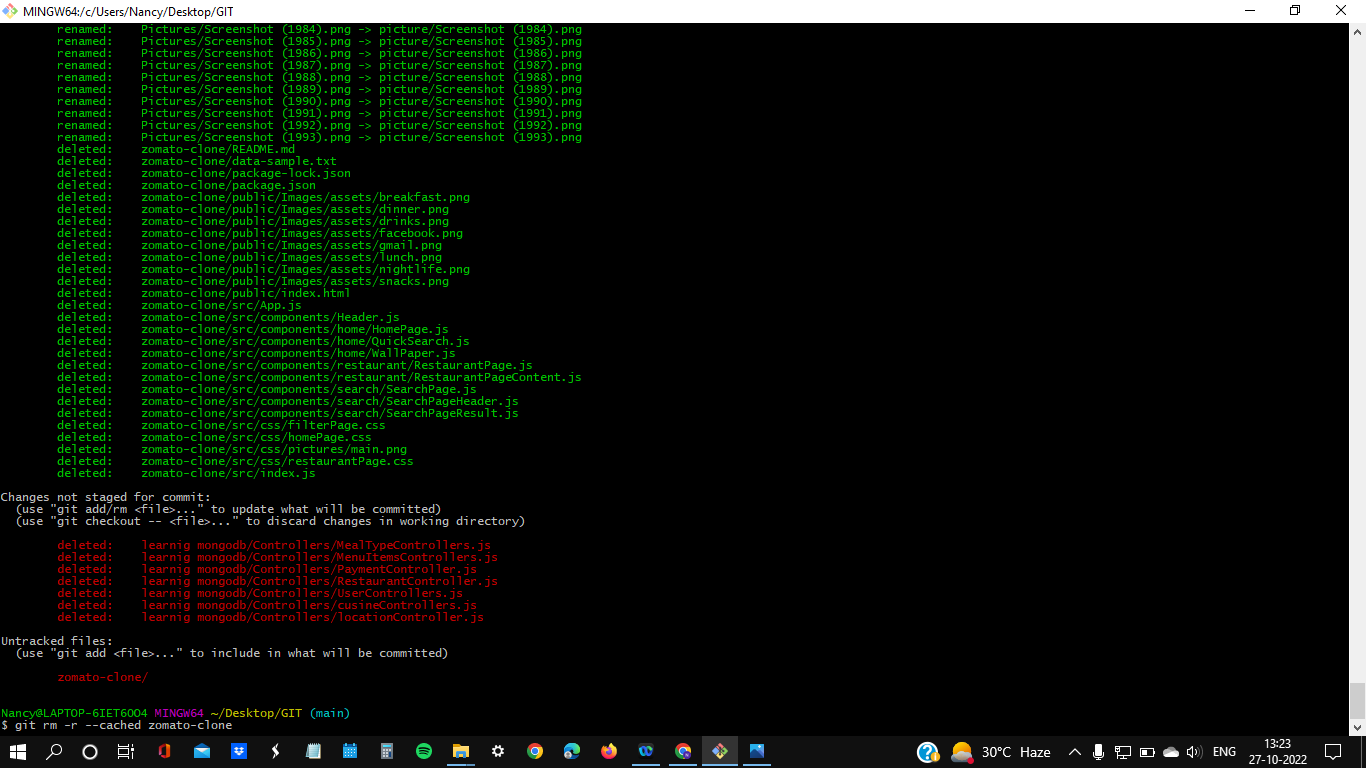 MINGW64:/c/Users/Nancy/Desktop/GIT
renamed:    Pictures/Screenshot (1984).png -> picture/Screenshot (1984).png
renamed:    Pictures/Screenshot (1985).png -> picture/Screenshot (1985).png
renamed:    Pictures/Screenshot (1986).png -> picture/Screenshot (1986).png
renamed:    Pictures/Screenshot (1987).png -> picture/Screenshot (1987).png
renamed:    Pictures/Screenshot (1988).png -> picture/Screenshot (1988).png
renamed:    Pictures/Screenshot (1989).png -> picture/Screenshot (1989).png
renamed:    Pictures/Screenshot (1990).png -> picture/Screenshot (1990).png
renamed:    Pictures/Screenshot (1991).png -> picture/Screenshot (1991).png
renamed:    Pictures/Screenshot (1992).png -> picture/Screenshot (1992).png
renamed:    Pictures/Screenshot (1993).png -> picture/Screenshot (1993).png
deleted:    zomato-clone/README.md
deleted:    zomato-clone/data-sample.txt
deleted:    zomato-clone/package-lock.json
deleted:    zomato-clone/package.json
deleted:    zomato-clone/public/Images/assets/breakfast.png
deleted:    zomato-clone/public/Images/assets/dinner.png
deleted:    zomato-clone/public/Images/assets/drinks.png
deleted:    zomato-clone/public/Images/assets/facebook.png
deleted:    zomato-clone/public/Images/assets/gmail.png
deleted:    zomato-clone/public/Images/assets/lunch.png
deleted:    zomato-clone/public/Images/assets/nightlife.png
deleted:    zomato-clone/public/Images/assets/snacks.png
deleted:    zomato-clone/public/index.html
deleted:    zomato-clone/src/App.js
deleted:    zomato-clone/src/components/Header.js
deleted:    zomato-clone/src/components/home/HomePage.js
deleted:    zomato-clone/src/components/home/QuickSearch.js
deleted:    zomato-clone/src/components/home/WallPaper.js
deleted:    zomato-clone/src/components/restaurant/RestaurantPage.js
deleted:    zomato-clone/src/components/restaurant/RestaurantPageContent.js
deleted:    zomato-clone/src/components/search/SearchPage.js
deleted:    zomato-clone/src/components/search/SearchPageHeader.js
deleted:    zomato-clone/src/components/search/SearchPageResult.js
deleted:    zomato-clone/src/css/filterPage.css
deleted:    zomato-clone/src/css/homePage.css
deleted:    zomato-clone/src/css/pictures/main.png
deleted:    zomato-clone/src/css/restaurantPage.css
deleted:    zomato-clone/src/index.js
Changes not staged for commit:
(use "git add/rm <file>..." to update what will be committed)
(use "git checkout -- <file>..." to discard changes in working directory)
deleted:    learnig mongodb/Controllers/MealTypeControllers.js
deleted:    learnig mongodb/Controllers/MenuItemsControllers.js
deleted:    learnig mongodb/Controllers/PaymentController.js
deleted:    learnig mongodb/Controllers/RestaurantController.js
deleted:    learnig mongodb/Controllers/UserControllers.js
deleted:    learnig mongodb/Controllers/cusineControllers.js
deleted:    learnig mongodb/Controllers/locationController.js
Untracked files:
(use "git add <file>..." to include in what will be committed)
zomato-clone/
Nancy@LAPTOP-6IET60O4 MINGW64 ~/Desktop/GIT (main)
$ git rm -r --cached zomato-clone
30°C Haze
ENG
13:23
27-10-2022